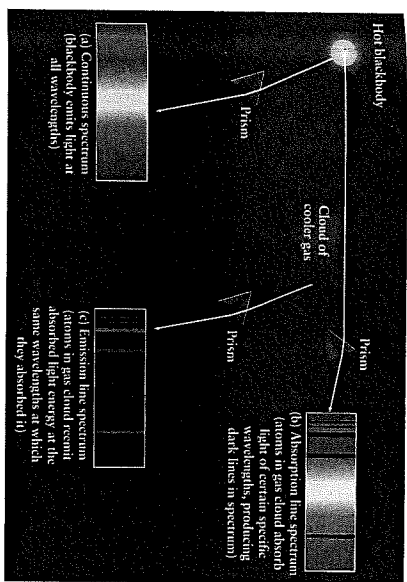 Hot blackbody
Prism
Cloud of
cooler gas
Prism
Prism
(a) Continuous spectrum
(blackbody emits light at
all wavelengths)
(b) Absorption line spectrum
(atoms in gas cloud absorb
light of certain specific
wavelengths, producing
dark lines in spectrum)
(c) Emission line spectrum
(atoms in gas cloud reemit
absorbed light energy at the
same wavelengths at which
they absorbed it)